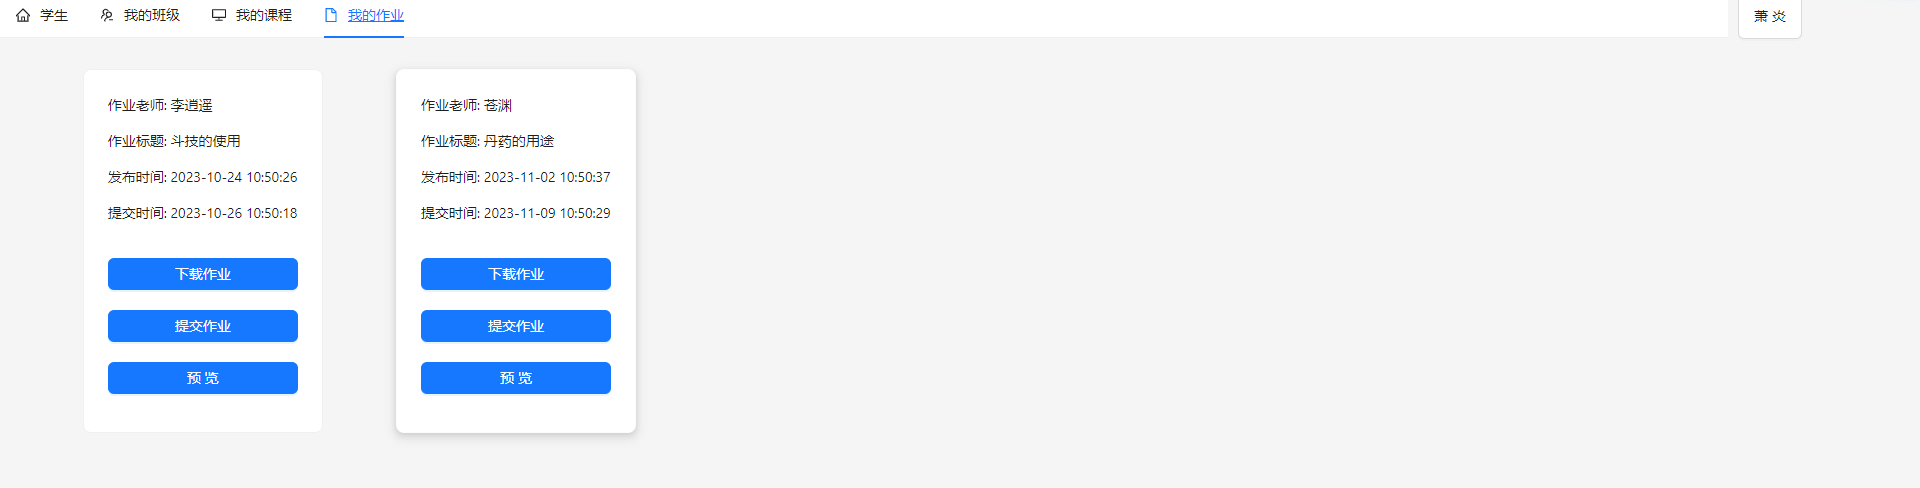 学生 我的班级 我的课程 我的作业 萧 炎
作业老师: 李逍遥
作业标题: 斗技的使用
发布时间: 2023-10-24 10:50:26
提交时间: 2023-10-26 10:50:18
下载作业
提交作业
预 览
作业老师: 苍渊
作业标题: 丹药的用途
发布时间: 2023-11-02 10:50:37
提交时间: 2023-11-09 10:50:29
下载作业
提交作业
预 览